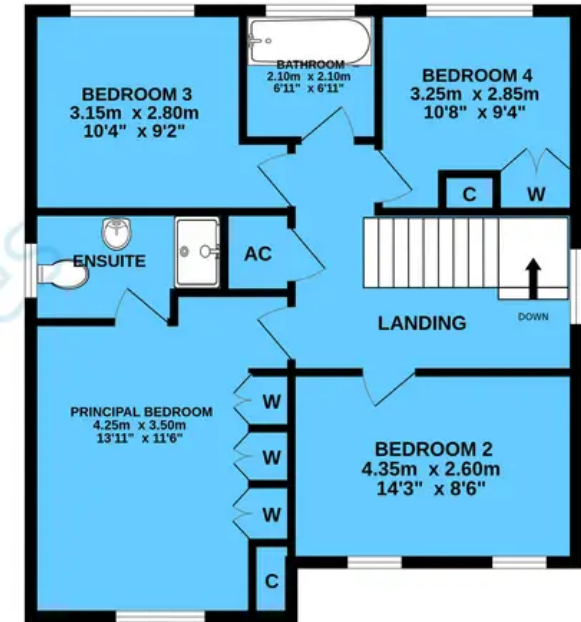 BEDROOM 3
3.15m x 2.80m
10'4" x 9'2"
BATHROOM
2.10m x 2.10m
6'11" x 6'11"
BEDROOM 4
3.25m x 2.85m
10'8" x 9'4"
C
W
ENSUITE
AC
LANDING
DOWN
PRINCIPAL BEDROOM
4.25m x 3.50m
13'11" x 11'6"
W
W
W
C
BEDROOM 2
4.35m x 2.60m
14'3" x 8'6"